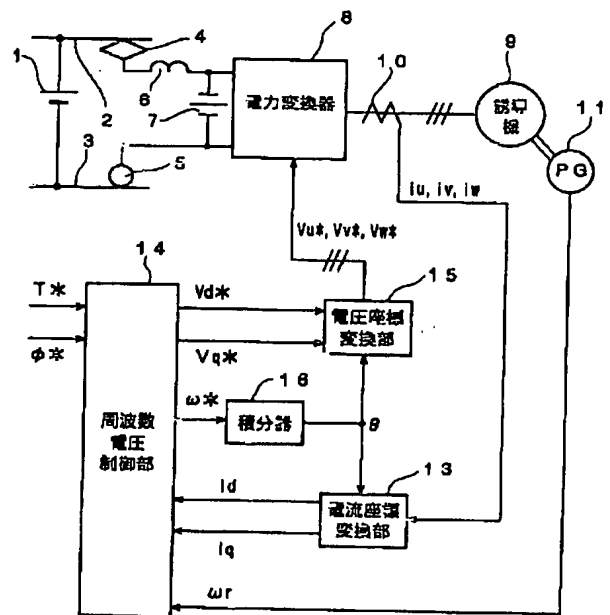 1
2
3
4
5
6
7
8
電力変換器
10
9
誘導
機
11
PG
iu, iv, iw
Vu*, Vv*, Vw*
14
T*
φ*
周波数
電圧
制御部
Vd*
Vq*
ω*
16
積分器
θ
15
電圧座標
変換部
13
電流座標
変換部
Id
Iq
ωr